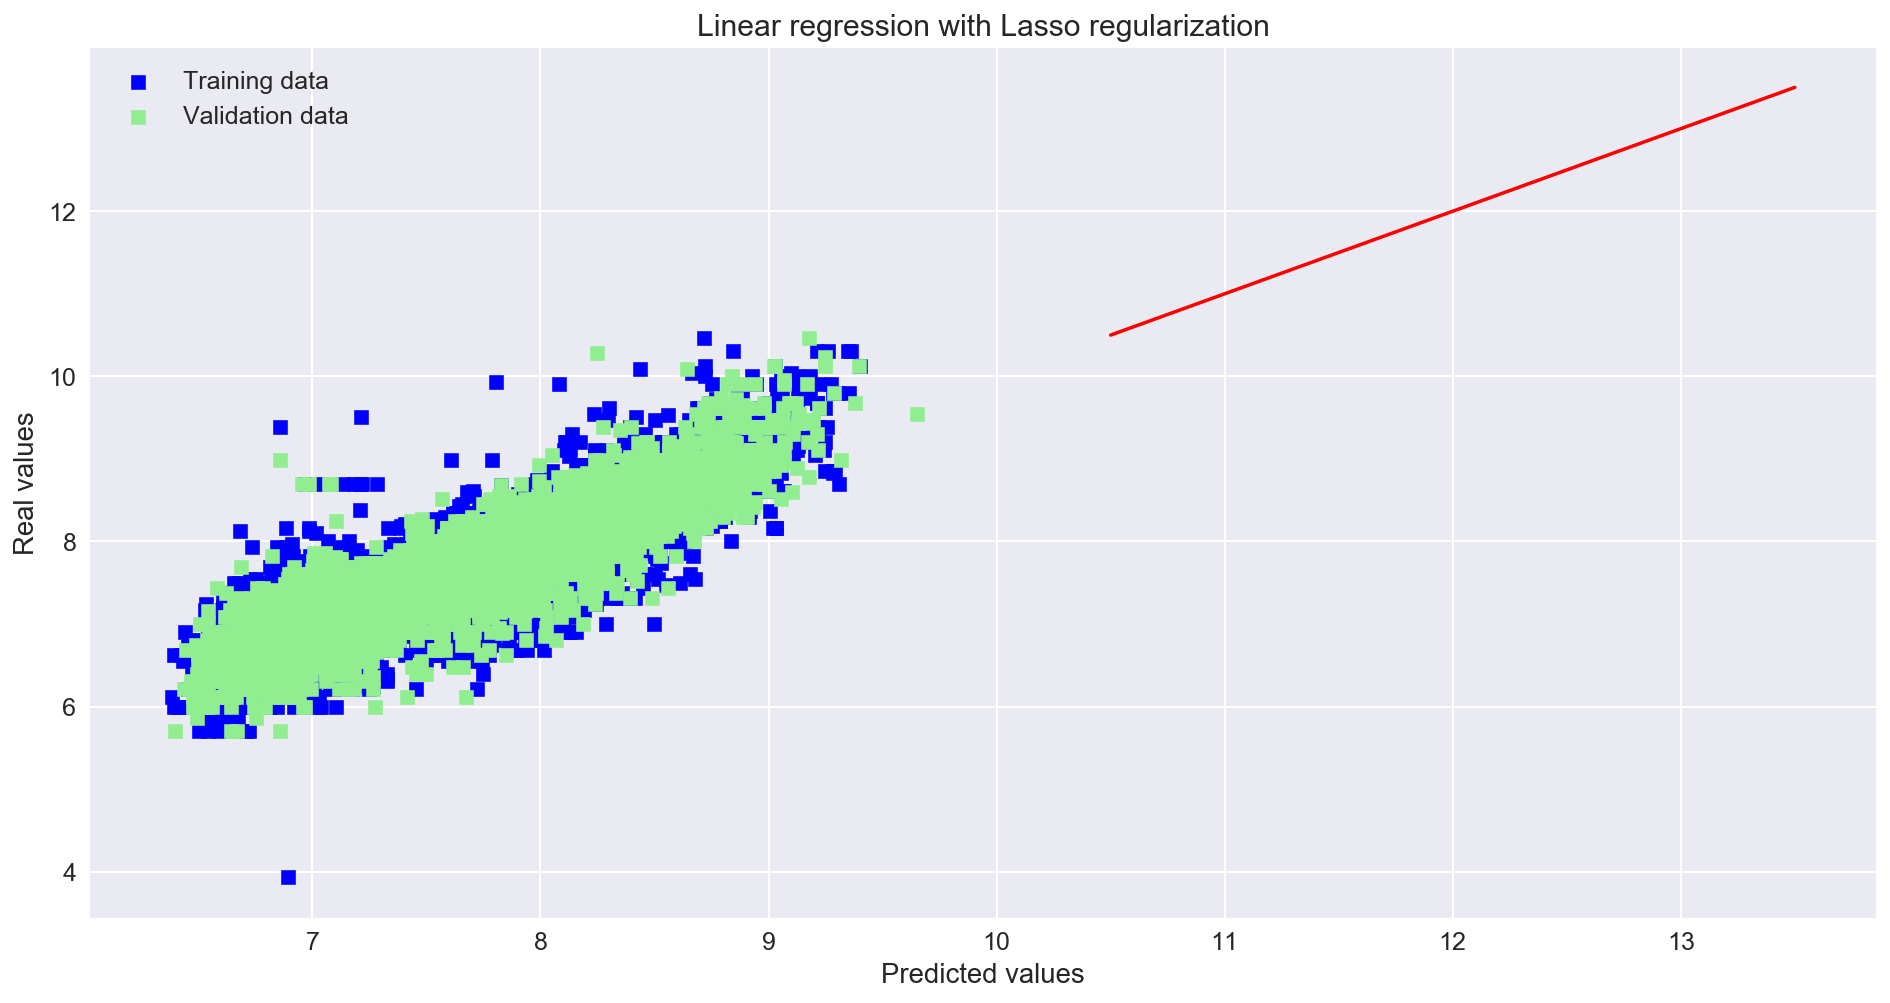 Linear regression with Lasso regularization
Training data
Validation data
Real values
12
10
8
6
4
7 8 9 10 11 12 13
Predicted values